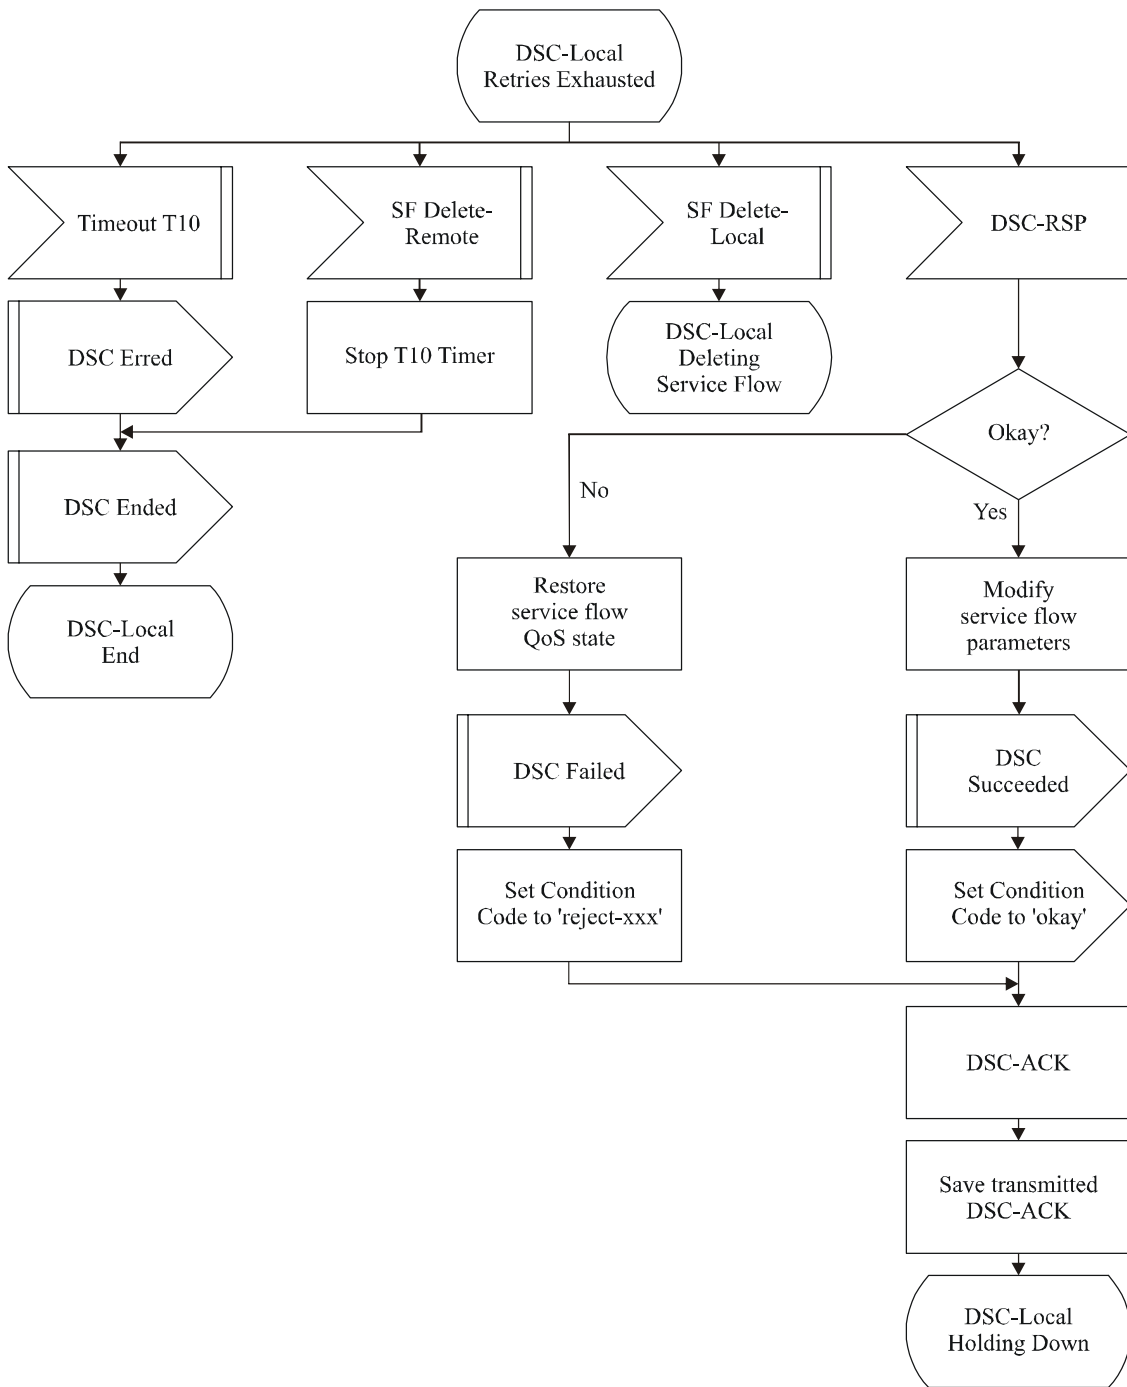 DSC-Local
Retries Exhausted
Timeout T10
SF Delete-
Remote
SF Delete-
Local
DSC-RSP
DSC Erred
Stop T10 Timer
DSC-Local
Deleting
Service Flow
Okay?
No
Yes
DSC Ended
DSC-Local
End
Restore
service flow
QoS state
Modify
service flow
parameters
DSC Failed
DSC
Succeeded
Set Condition
Code to 'reject-xxx'
Set Condition
Code to 'okay'
DSC-ACK
Save transmitted
DSC-ACK
DSC-Local
Holding Down